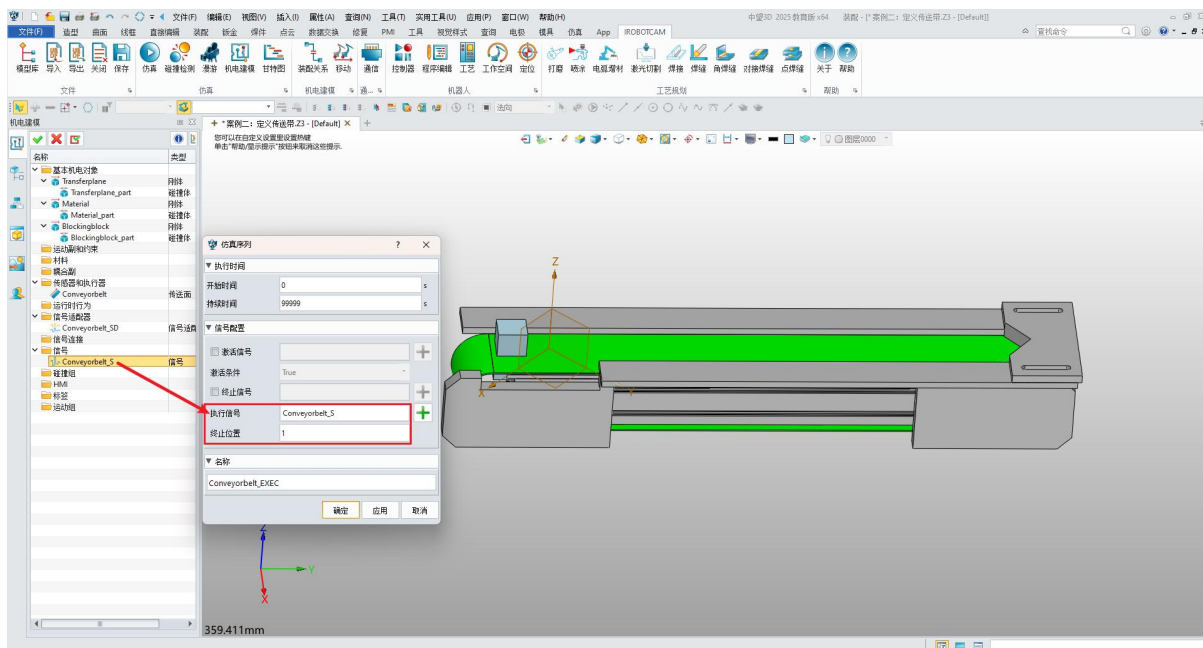 文件(F) 编辑(E) 视图(V) 插入(I) 属性(A) 查询(N) 工具(T) 实用工具(U) 应用(P) 窗口(W) 帮助(H) 中望3D 2025 教育版 x64 装配 - [* 案例二：定义传送带.Z3 - [Default]]
文件(F) 造型 曲面 线框 直接编辑 装配 钣金 焊件 点云 数据交换 修复 PMI 工具 视觉样式 查询 电极 模具 仿真 App IROBOTCAM 查找命令
模型库 导入 导出 关闭 保存 仿真 碰撞检测 漫游 机电建模 甘特图 装配关系 移动 通信 控制器 程序编辑 工艺 工作空间 定位 打磨 喷涂 电弧增材 激光切割 焊接 焊缝 角焊缝 对接焊缝 点焊缝 关于 帮助
文件 仿真 机电建模 通... 机器人 工艺规划 帮助
法向
机电建模
+ * 案例二：定义传送带.Z3 - [Default] × +
您可以在自定义设置里设置热键
单击"帮助/显示提示"按钮来取消这些提示.
图层0000
名称 类型
基本机电对象
Transferplane 刚体
Transferplane_part 碰撞体
Material 刚体
Material_part 碰撞体
Blockingblock 刚体
Blockingblock_part 碰撞体
运动副和约束
材料
耦合副
传感器和执行器
Conveyorbelt 传送面
运行时行为
信号适配器
Conveyorbelt_SD 信号适配
信号连接
信号
Conveyorbelt_S 信号
碰撞组
HMI
标签
运动组
仿真序列 ? ×
执行时间
开始时间 0 s
持续时间 99999 s
信号配置
激活信号
激活条件 True
终止信号
执行信号 Conveyorbelt_S
终止位置 1
名称
Conveyorbelt_EXEC
确定 应用 取消
Z
X
Y
Z
Y
X
359.411mm